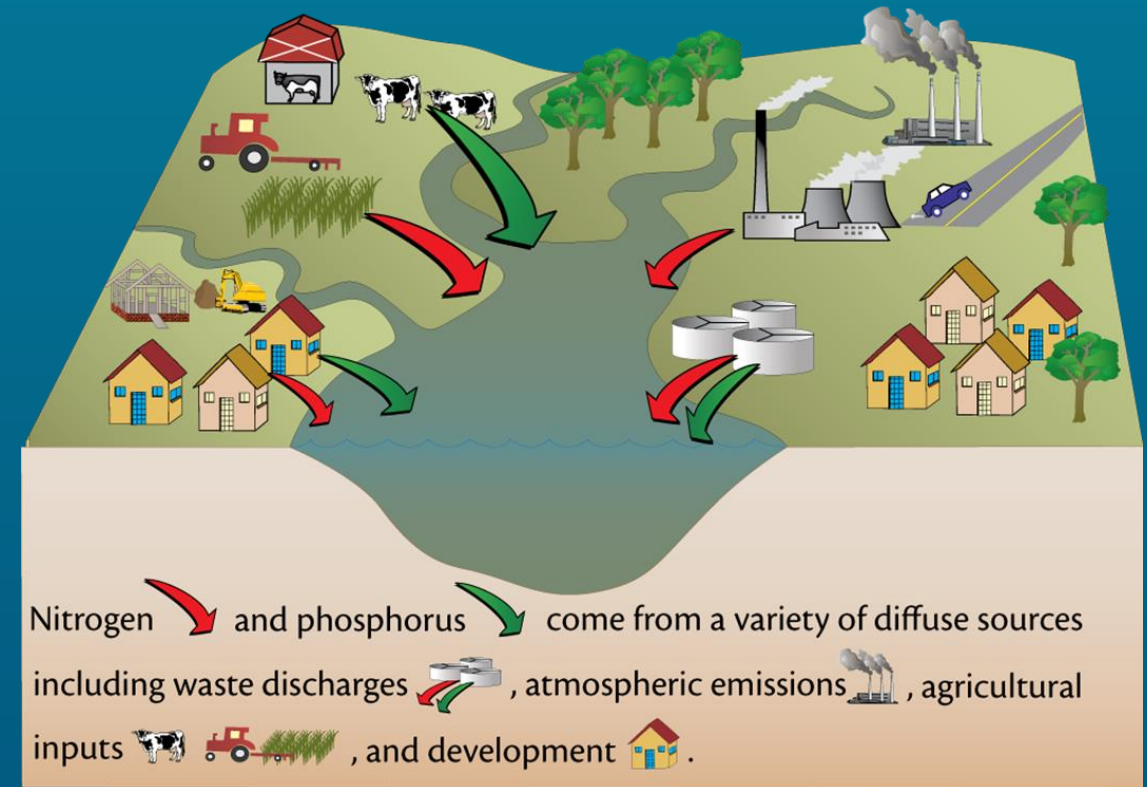 Nitrogen and phosphorus come from a variety of diffuse sources
including waste discharges , atmospheric emissions , agricultural
inputs , and development .